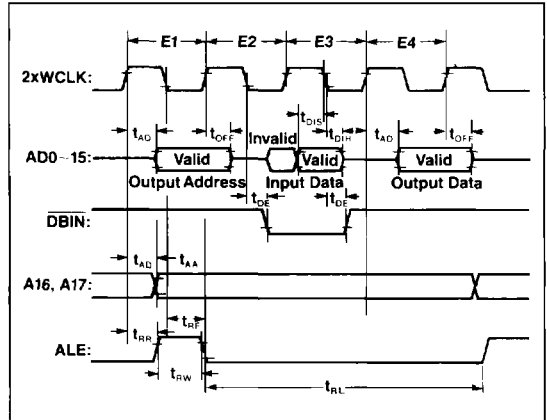 E1 E2 E3 E4
2xWCLK:
tDIS
tAD tOFF Invalid tDIH tAD tOFF
AD0~15: Valid Valid Valid
Output Address Input Data Output Data
tDE tDE
DBIN:
tAD tAA
A16, A17:
tRR tRF
ALE:
tRW tRL